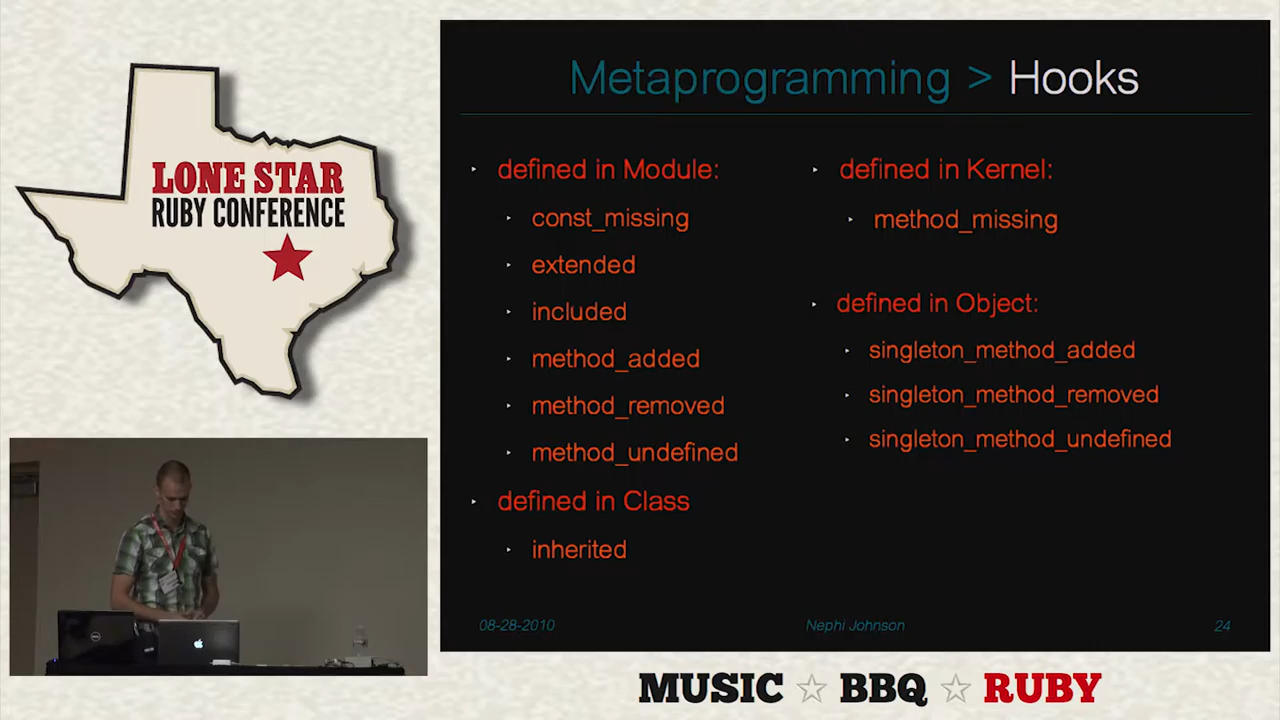 LONE STAR
RUBY CONFERENCE
Metaprogramming > Hooks
defined in Module:
const_missing
extended
included
method_added
method_removed
method_undefined
defined in Class
inherited
defined in Kernel:
method_missing
defined in Object:
singleton_method_added
singleton_method_removed
singleton_method_undefined
08-28-2010
Nephi Johnson
24
MUSIC ☆ BBQ ☆ RUBY